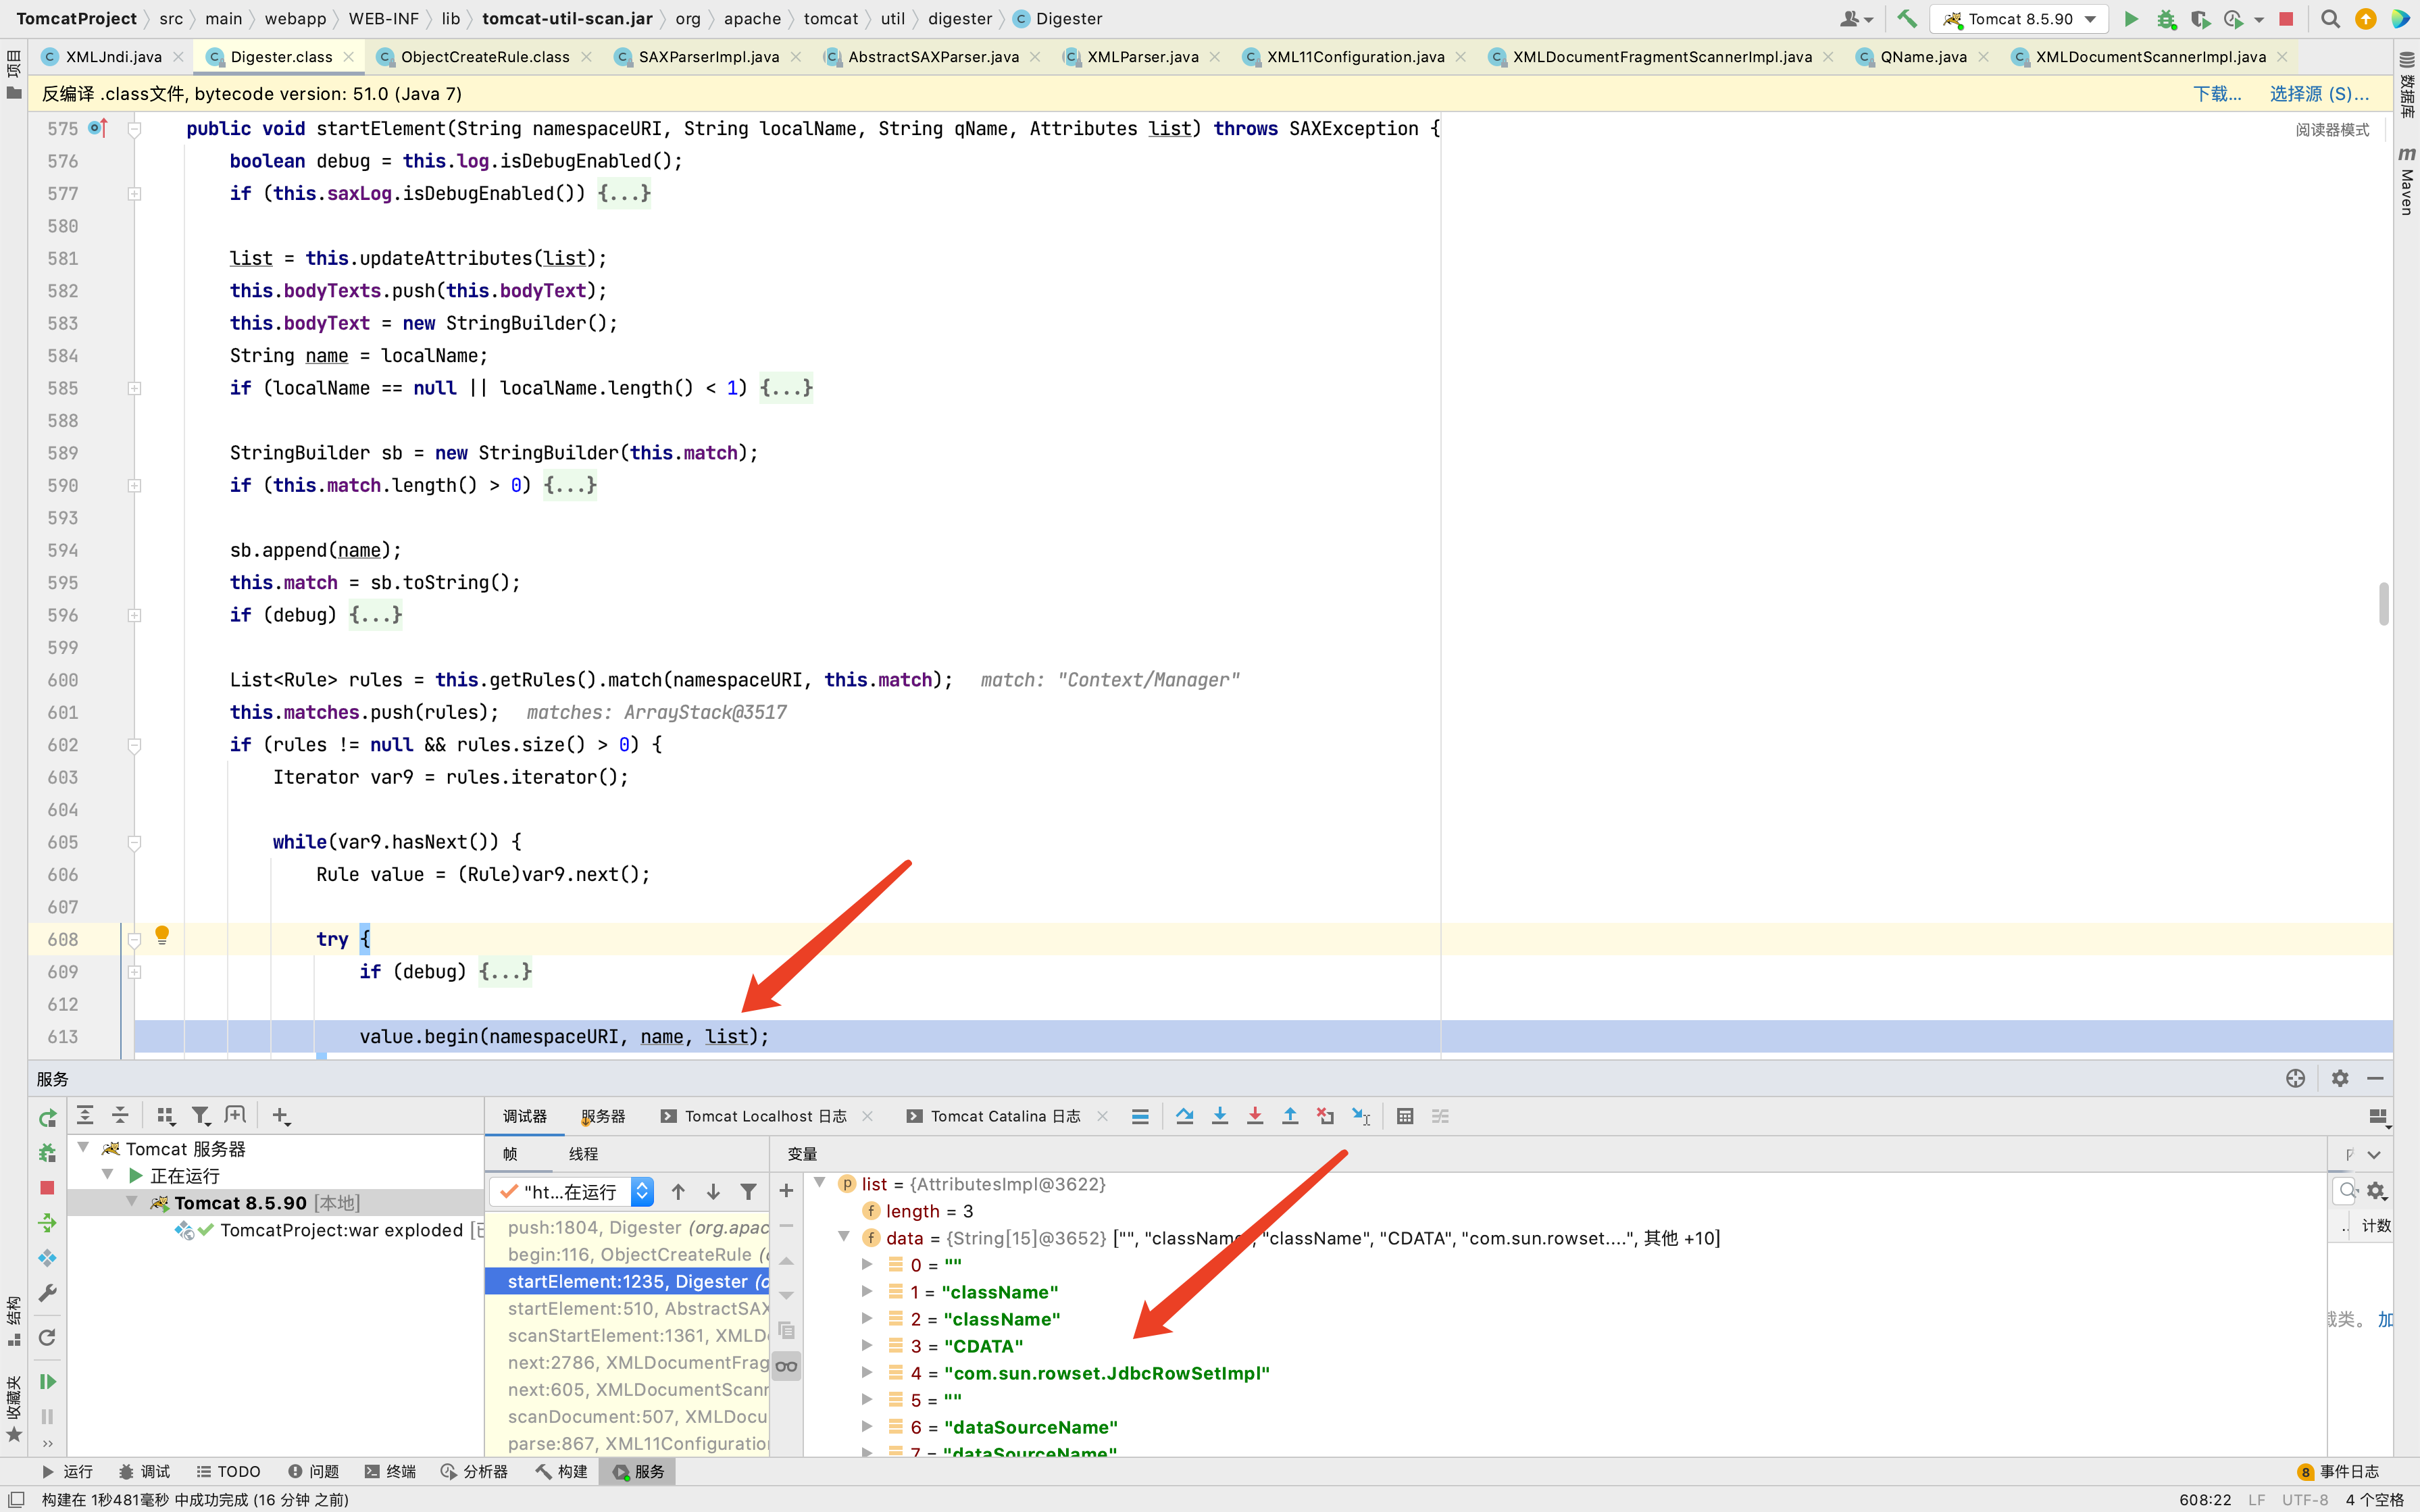 TomcatProject 〉 src 〉 main 〉 webapp 〉 WEB-INF 〉 lib 〉 tomcat-util-scan.jar 〉 org 〉 apache 〉 tomcat 〉 util 〉 digester 〉 Digester
Tomcat 8.5.90
XMLJndi.java
Digester.class
ObjectCreateRule.class
SAXParserImpl.java
AbstractSAXParser.java
XMLParser.java
XML11Configuration.java
XMLDocumentFragmentScannerImpl.java
QName.java
XMLDocumentScannerImpl.java
项目
数据库
Maven
反编译 .class文件, bytecode version: 51.0 (Java 7)
下载...
选择源 (S)...
阅读器模式
575 public void startElement(String namespaceURI, String localName, String qName, Attributes list) throws SAXException {
576 boolean debug = this.log.isDebugEnabled();
577 if (this.saxLog.isDebugEnabled()) {...}
580
581 list = this.updateAttributes(list);
582 this.bodyTexts.push(this.bodyText);
583 this.bodyText = new StringBuilder();
584 String name = localName;
585 if (localName == null || localName.length() < 1) {...}
588
589 StringBuilder sb = new StringBuilder(this.match);
590 if (this.match.length() > 0) {...}
593
594 sb.append(name);
595 this.match = sb.toString();
596 if (debug) {...}
599
600 List<Rule> rules = this.getRules().match(namespaceURI, this.match); match: "Context/Manager"
601 this.matches.push(rules); matches: ArrayStack@3517
602 if (rules != null && rules.size() > 0) {
603 Iterator var9 = rules.iterator();
604
605 while(var9.hasNext()) {
606 Rule value = (Rule)var9.next();
607
608 try {
609 if (debug) {...}
612
613 value.begin(namespaceURI, name, list);
服务
调试器
服务器
Tomcat Localhost 日志
Tomcat Catalina 日志
Tomcat 服务器
正在运行
Tomcat 8.5.90 [本地]
TomcatProject:war exploded
帧
线程
变量
"ht...在运行
push:1804, Digester (org.apac
begin:116, ObjectCreateRule
startElement:1235, Digester
startElement:510, AbstractSAX
scanStartElement:1361, XMLD
next:2786, XMLDocumentFrag
next:605, XMLDocumentScanr
scanDocument:507, XMLDocu
parse:867, XML11Configuratio
list = {AttributesImpl@3622}
length = 3
data = {String[15]@3652} ["", "className", "className", "CDATA", "com.sun.rowset....", 其他 +10]
0 = ""
1 = "className"
2 = "className"
3 = "CDATA"
4 = "com.sun.rowset.JdbcRowSetImpl"
5 = ""
6 = "dataSourceName"
7 = "dataSourceName"
计数
类。 加
结构
收藏夹
运行
调试
TODO
问题
终端
分析器
构建
服务
8 事件日志
构建在 1秒481毫秒 中成功完成 (16 分钟 之前)
608:22 LF UTF-8 4 个空格